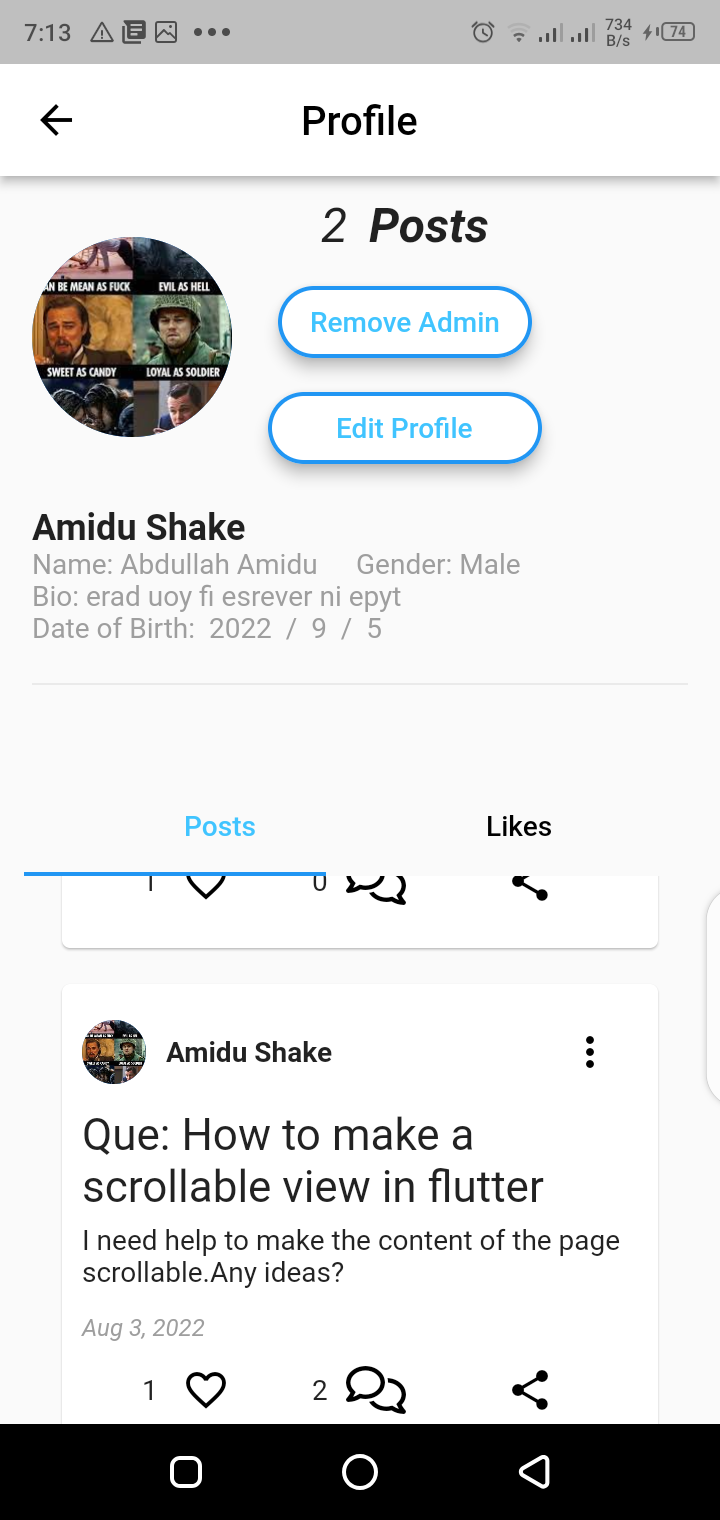 7:13
734
B/s
74
Profile
2 Posts
AN BE MEAN AS FUCK EVIL AS HELL
SWEET AS CANDY LOYAL AS SOLDIER
Remove Admin
Edit Profile
Amidu Shake
Name: Abdullah Amidu Gender: Male
Bio: erad uoy fi esrever ni epyt
Date of Birth: 2022 / 9 / 5
Posts Likes
1 0
Amidu Shake
Que: How to make a
scrollable view in flutter
I need help to make the content of the page
scrollable.Any ideas?
Aug 3, 2022
1 2